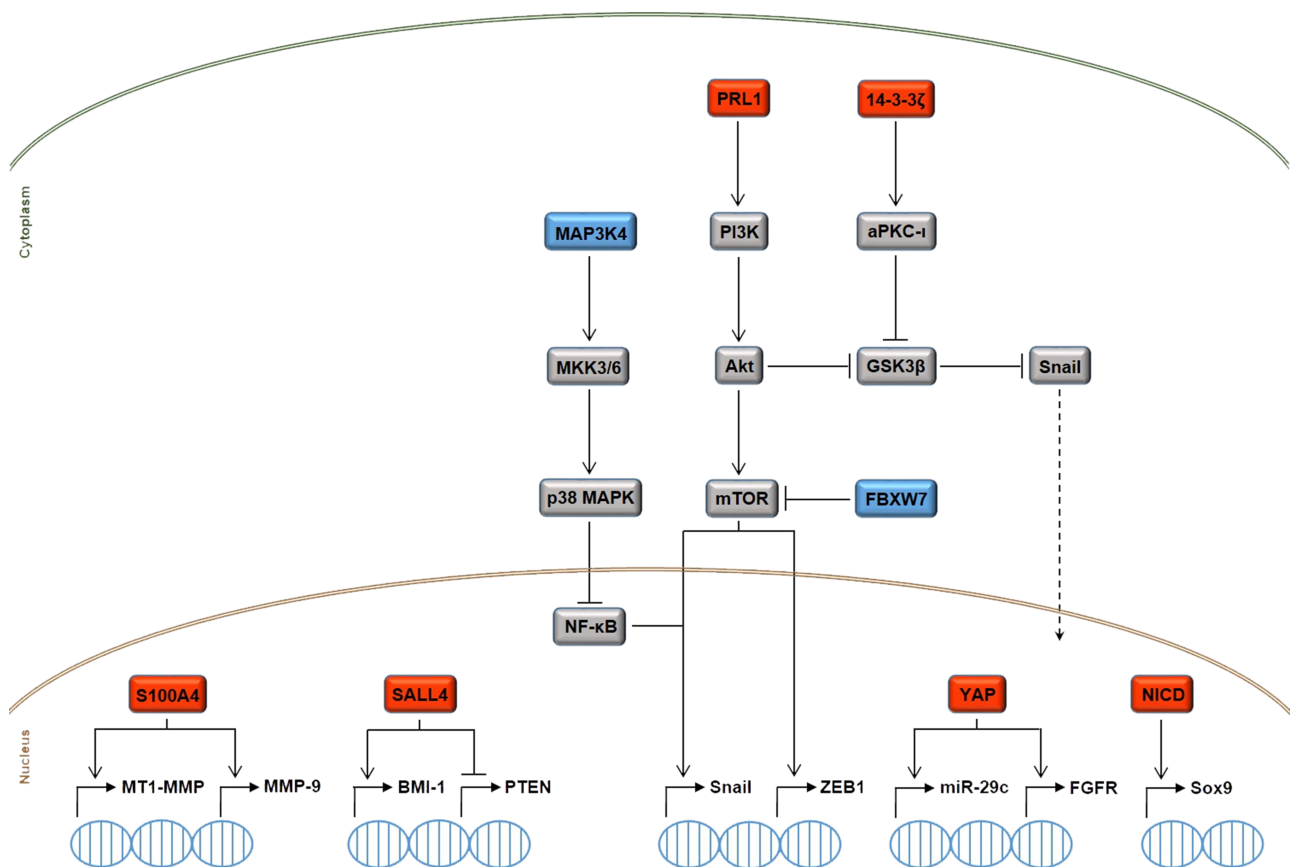 PRL1
14-3-3ζ
Cytoplasm
MAP3K4
PI3K
aPKC-ι
MKK3/6
Akt
GSK3β
Snail
p38 MAPK
mTOR
FBXW7
NF-κB
Nucleus
S100A4
SALL4
YAP
NICD
MT1-MMP
MMP-9
BMI-1
PTEN
Snail
ZEB1
miR-29c
FGFR
Sox9